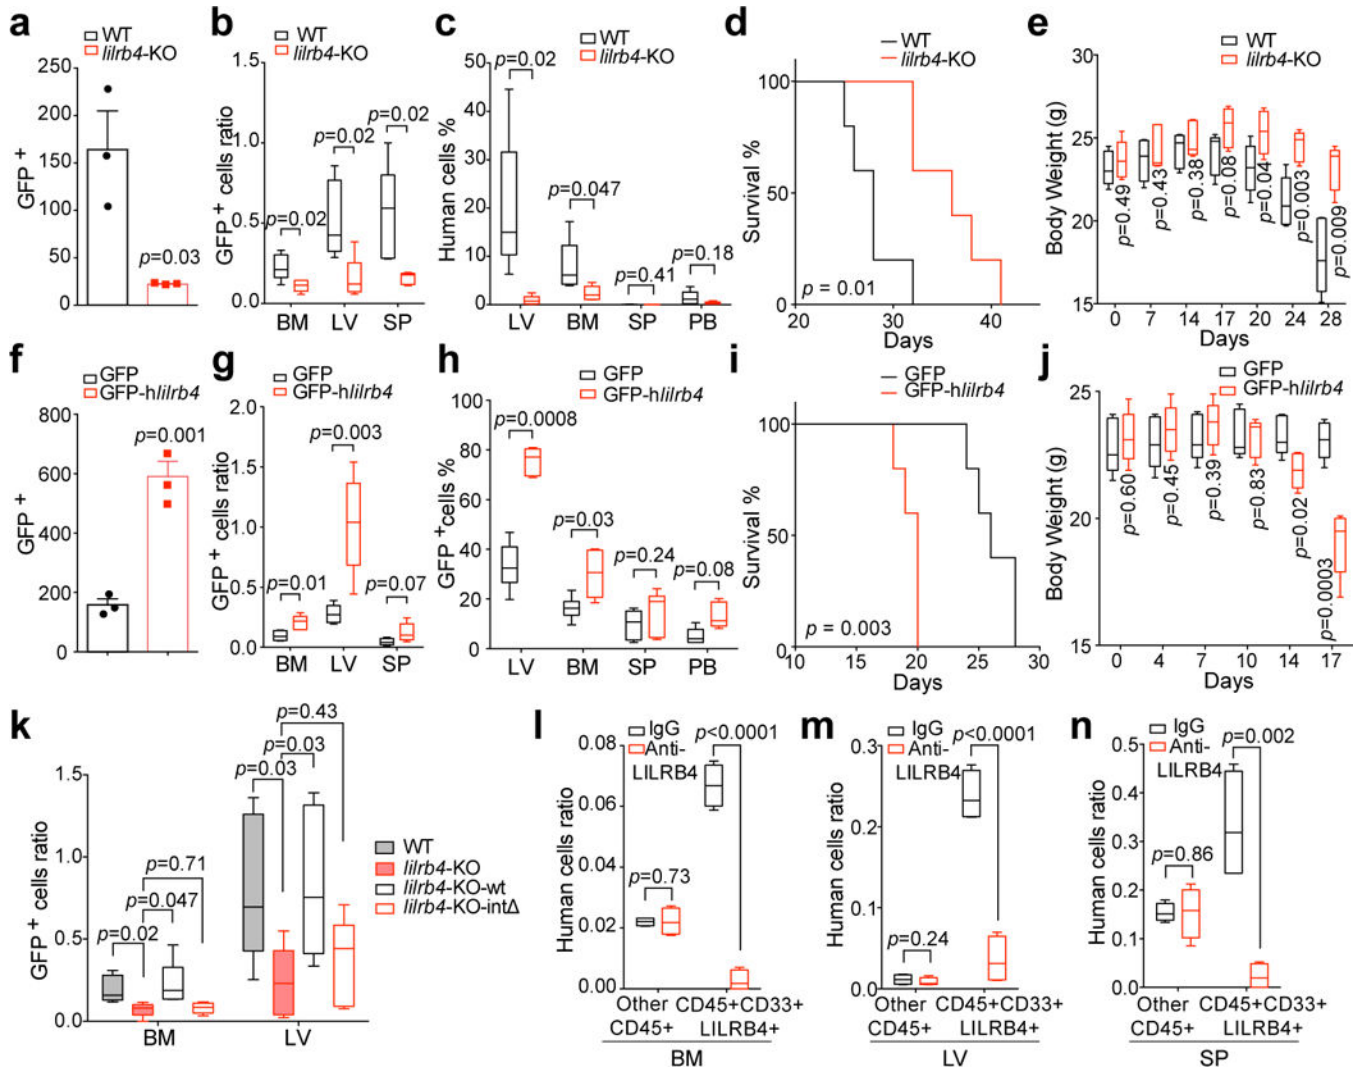 a
WT
lilrb4-KO
GFP +
250
200
150
100
50
0
p=0.03
b
WT
lilrb4-KO
GFP+ cells ratio
1.5
1.0
0.5
0.0
p=0.02
p=0.02
p=0.02
BM LV SP
c
WT
lilrb4-KO
Human cells %
50
40
30
20
10
0
p=0.02
p=0.047
p=0.41
p=0.18
LV BM SP PB
d
WT
lilrb4-KO
Survival %
100
50
0
p = 0.01
20 30 40
Days
e
WT
lilrb4-KO
Body Weight (g)
30
25
20
15
p=0.49
p=0.43
p=0.38
p=0.08
p=0.04
p=0.003
p=0.009
0 7 14 17 20 24 28
Days
f
GFP
GFP-hlilrb4
GFP +
800
600
400
200
0
p=0.001
g
GFP
GFP-hlilrb4
GFP+ cells ratio
2.0
1.5
1.0
0.5
0.0
p=0.01
p=0.003
p=0.07
BM LV SP
h
GFP
GFP-hlilrb4
GFP +cells %
100
80
60
40
20
0
p=0.0008
p=0.03
p=0.24
p=0.08
LV BM SP PB
i
GFP
GFP-hlilrb4
Survival %
100
50
0
p = 0.003
10 15 20 25 30
Days
j
GFP
GFP-hlilrb4
Body Weight (g)
25
20
15
p=0.60
p=0.45
p=0.39
p=0.83
p=0.02
p=0.0003
0 4 7 10 14 17
Days
k
GFP+ cells ratio
1.5
1.0
0.5
0.0
p=0.02
p=0.047
p=0.71
p=0.03
p=0.03
p=0.43
BM LV
WT
lilrb4-KO
lilrb4-KO-wt
lilrb4-KO-intΔ
l
IgG
Anti-
LILRB4
Human cells ratio
0.08
0.06
0.04
0.02
0.00
p<0.0001
p=0.73
Other CD45+CD33+
CD45+ LILRB4+
BM
m
IgG
Anti-
LILRB4
Human cells ratio
0.3
0.2
0.1
0.0
p<0.0001
p=0.24
Other CD45+CD33+
CD45+ LILRB4+
LV
n
IgG
Anti-
LILRB4
Human cells ratio
0.5
0.4
0.3
0.2
0.1
0.0
p=0.002
p=0.86
Other CD45+CD33+
CD45+ LILRB4+
SP